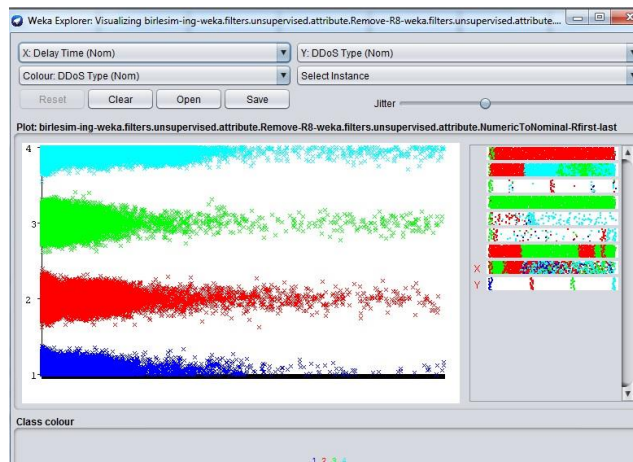 Weka Explorer: Visualizing birlesim-ing-weka.filters.unsupervised.attribute.Remove-R8-weka.filters.unsupervised.attribute....
X: Delay Time (Nom) Y: DDoS Type (Nom)
Colour: DDoS Type (Nom) Select Instance
Reset Clear Open Save Jitter
Plot: birlesim-ing-weka.filters.unsupervised.attribute.Remove-R8-weka.filters.unsupervised.attribute.NumericToNominal-Rfirst-last
4
3
2
1
X
Y
Class colour
1 2 3 4